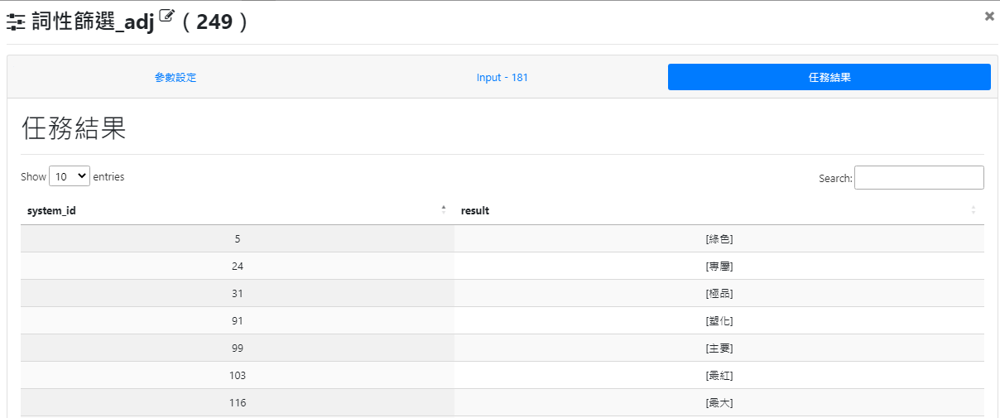 詞性篩選_adj ( 249 )
參數設定 Input - 181 任務結果
任務結果
Show 10 entries Search:
system_id result
5 [綠色]
24 [專屬]
31 [極品]
91 [塑化]
99 [主要]
103 [最紅]
116 [最大]